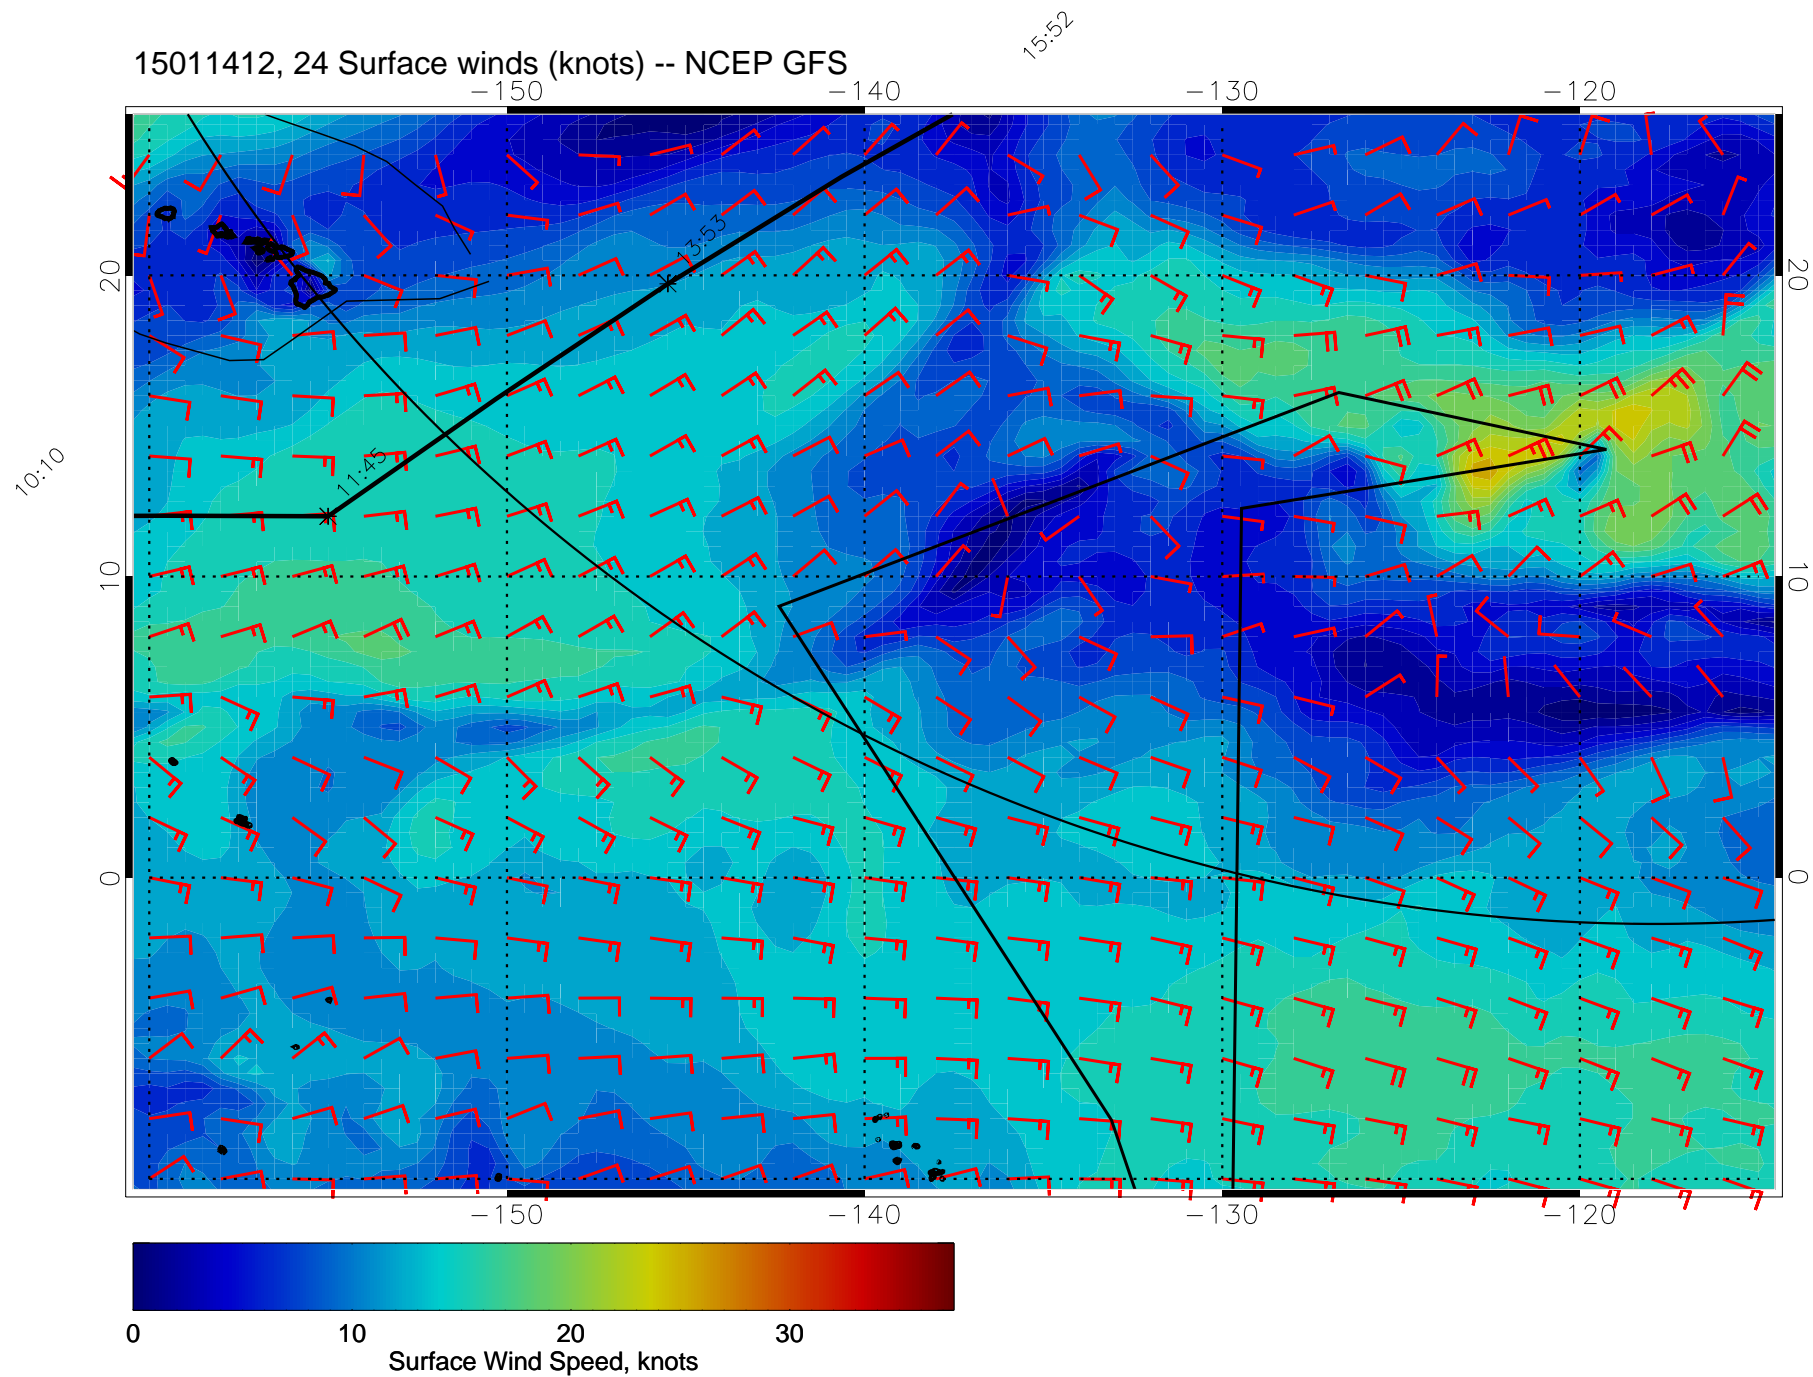 15:52
15011412, 24 Surface winds (knots) -- NCEP GFS
-150 -140 -130 -120
13:53
20 20
11:45
10:10
10 10
0 0
-150 -140 -130 -120
0 10 20 30
Surface Wind Speed, knots